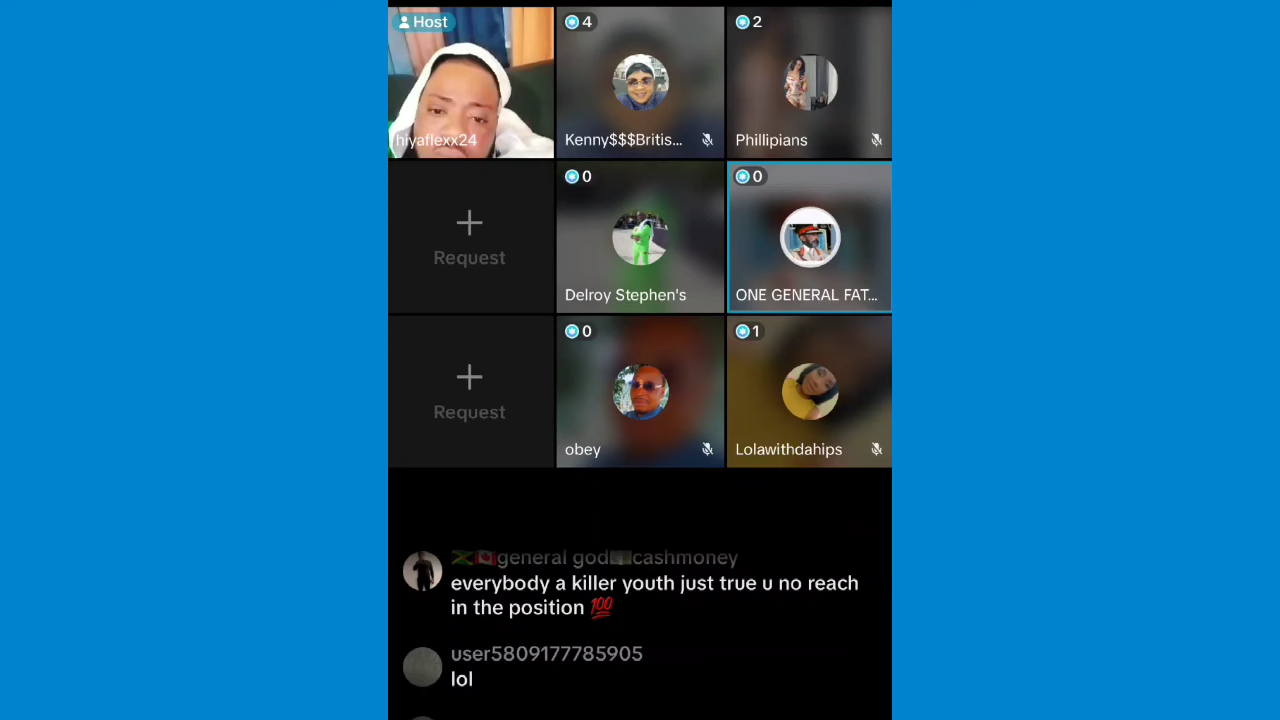 Host
4
2
hiyaflexx24
Kenny$$$Britis...
Phillipians
0
0
Request
Delroy Stephen's
ONE GENERAL FAT...
0
1
Request
obey
Lolawithdahips
🇯🇲🇨🇦general god🇳🇬cashmoney
everybody a killer youth just true u no reach
in the position 💯
user5809177785905
lol